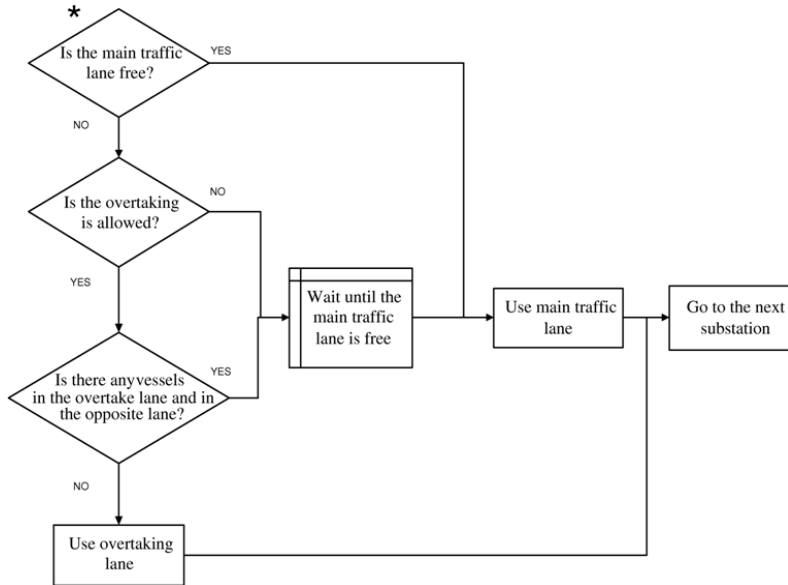 *
Is the main traffic
lane free?
YES
NO
Is the overtaking
is allowed?
NO
YES
Wait until the
main traffic
lane is free
Use main traffic
lane
Go to the next
substation
Is there anyvessels
in the overtake lane and in
the opposite lane?
YES
NO
Use overtaking
lane